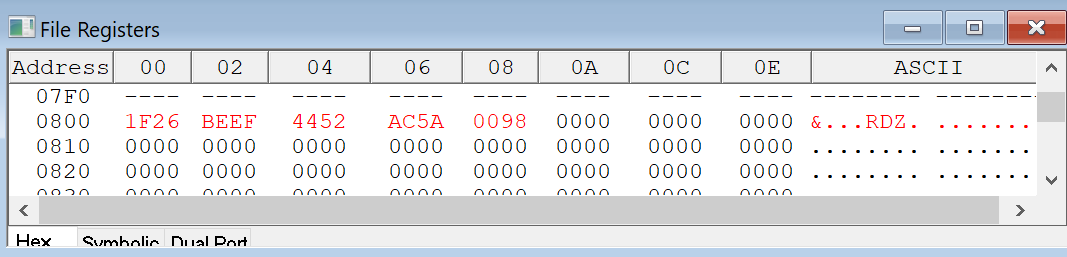 File Registers
Address 00 02 04 06 08 0A 0C 0E ASCII
07F0 ---- ---- ---- ---- ---- ---- ---- ---- -------- --------
0800 1F26 BEEF 4452 AC5A 0098 0000 0000 0000 &...RDZ. .......
0810 0000 0000 0000 0000 0000 0000 0000 0000 ........ .......
0820 0000 0000 0000 0000 0000 0000 0000 0000 ........ .......
0830 0000 0000 0000 0000 0000 0000 0000 0000
Hex Symbolic Dual Port